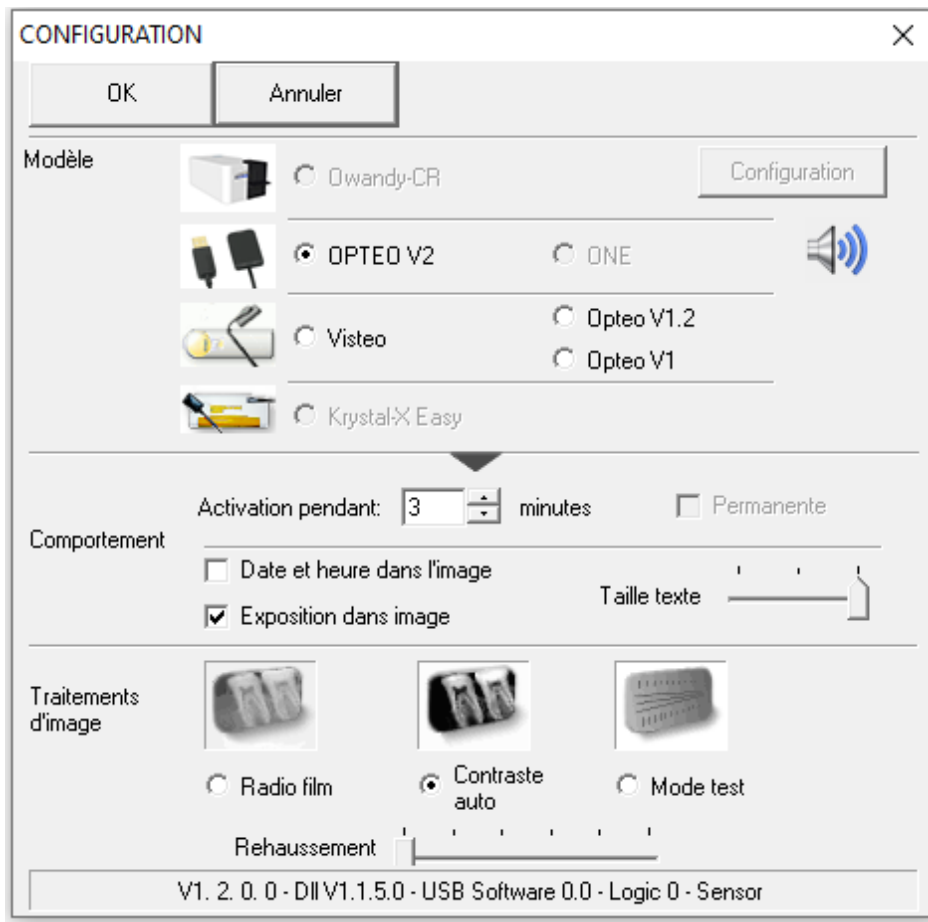 CONFIGURATION
OK
Annuler
Modèle
Owandy-CR
Configuration
OPTEO V2
ONE
Visteo
Opteo V1.2
Opteo V1
Krystal-X Easy
Activation pendant: 3 minutes
Permanente
Comportement
Date et heure dans l'image
Exposition dans image
Taille texte
Traitements
d'image
Radio film
Contraste
auto
Mode test
Rehaussement
V1. 2. 0. 0 - Dll V1.1.5.0 - USB Software 0.0 - Logic 0 - Sensor